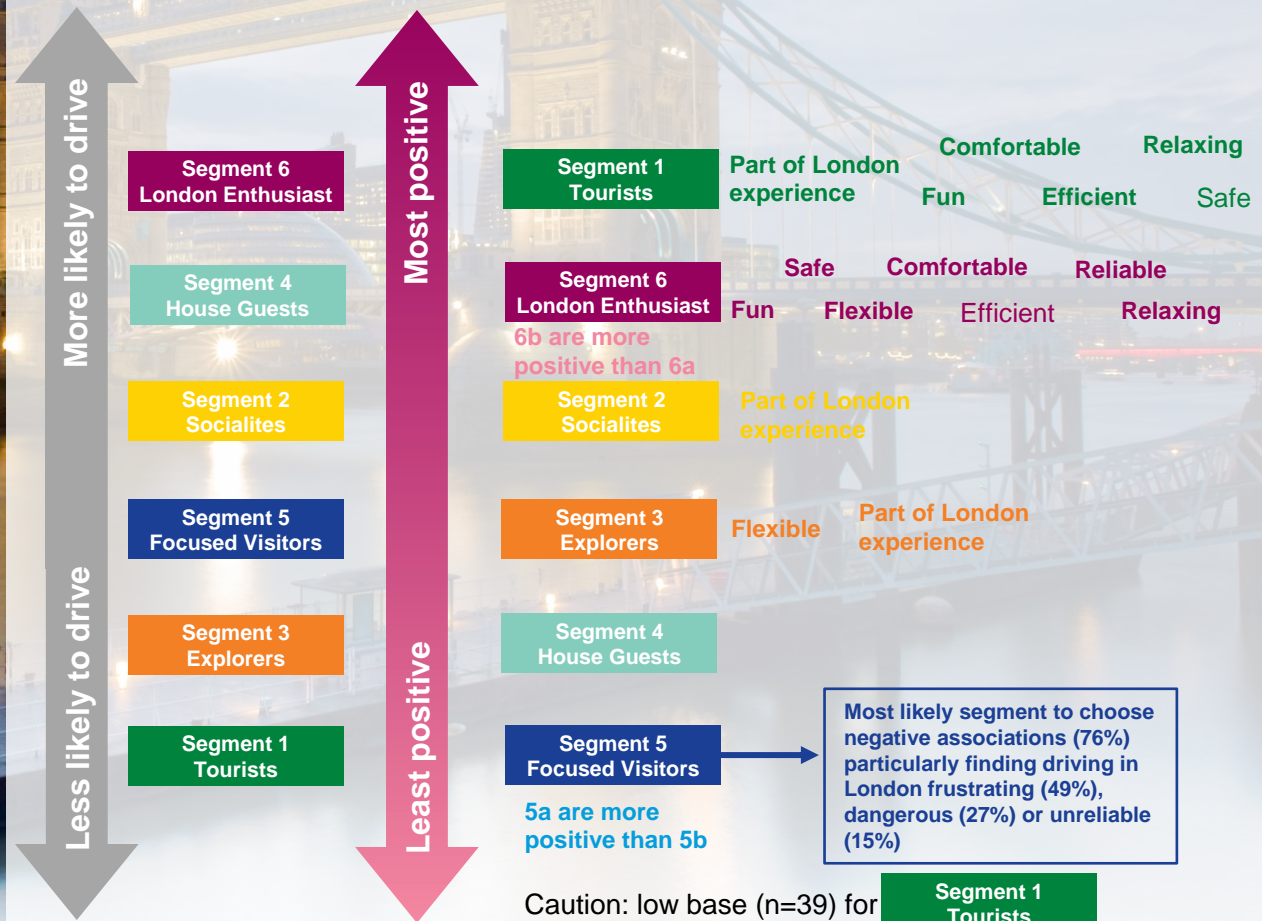 More likely to drive
Less likely to drive
Segment 6
London Enthusiast
Segment 4
House Guests
Segment 2
Socialites
Segment 5
Focused Visitors
Segment 3
Explorers
Segment 1
Tourists
Most positive
Least positive
Segment 1
Tourists
Part of London
experience
Comfortable
Relaxing
Fun
Efficient
Safe
Segment 6
London Enthusiast
Safe
Comfortable
Reliable
Fun
Flexible
Efficient
Relaxing
6b are more
positive than 6a
Segment 2
Socialites
Part of London
experience
Segment 3
Explorers
Flexible
Part of London
experience
Segment 4
House Guests
Segment 5
Focused Visitors
5a are more
positive than 5b
Most likely segment to choose
negative associations (76%)
particularly finding driving in
London frustrating (49%),
dangerous (27%) or unreliable
(15%)
Caution: low base (n=39) for
Segment 1
Tourists